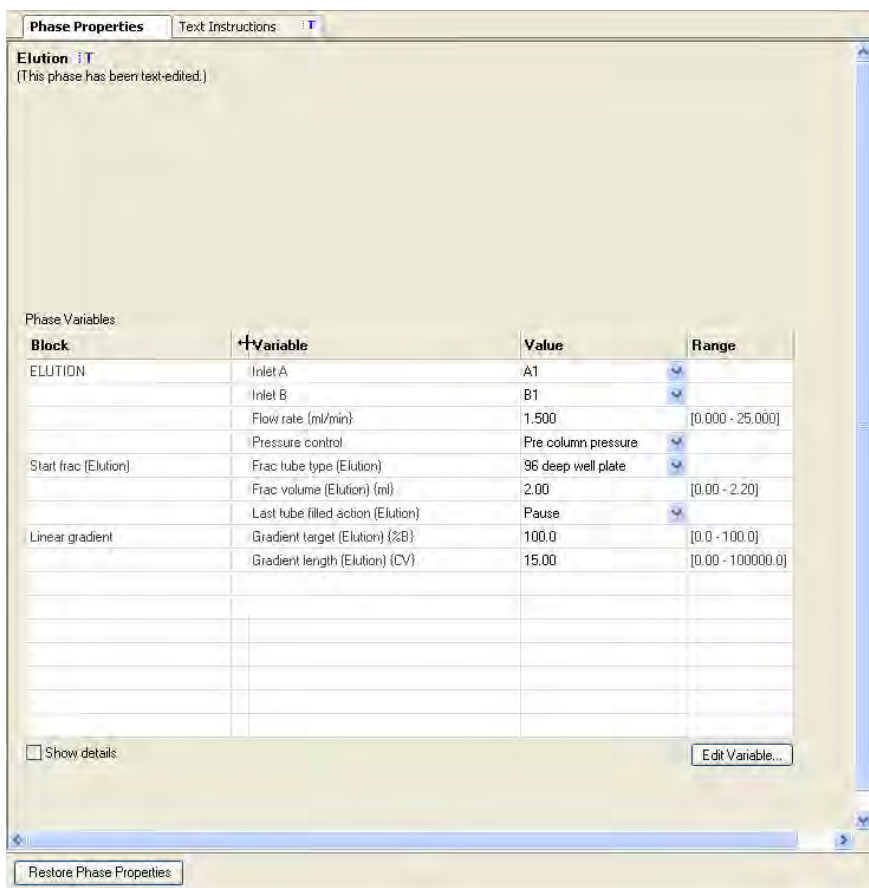 Phase Properties Text Instructions T
Elution T
(This phase has been text-edited.)
Phase Variables
Block Variable Value Range
ELUTION Inlet A A1
Inlet B B1
Flow rate {ml/min} 1.500 [0.000 - 25.000]
Pressure control Pre column pressure
Start frac (Elution) Frac tube type (Elution) 96 deep well plate
Frac volume (Elution) {ml} 2.00 [0.00 - 2.20]
Last tube filled action (Elution) Pause
Linear gradient Gradient target (Elution) {%B} 100.0 [0.0 - 100.0]
Gradient length (Elution) {CV} 15.00 [0.00 - 100000.0]
Show details Edit Variable...
Restore Phase Properties